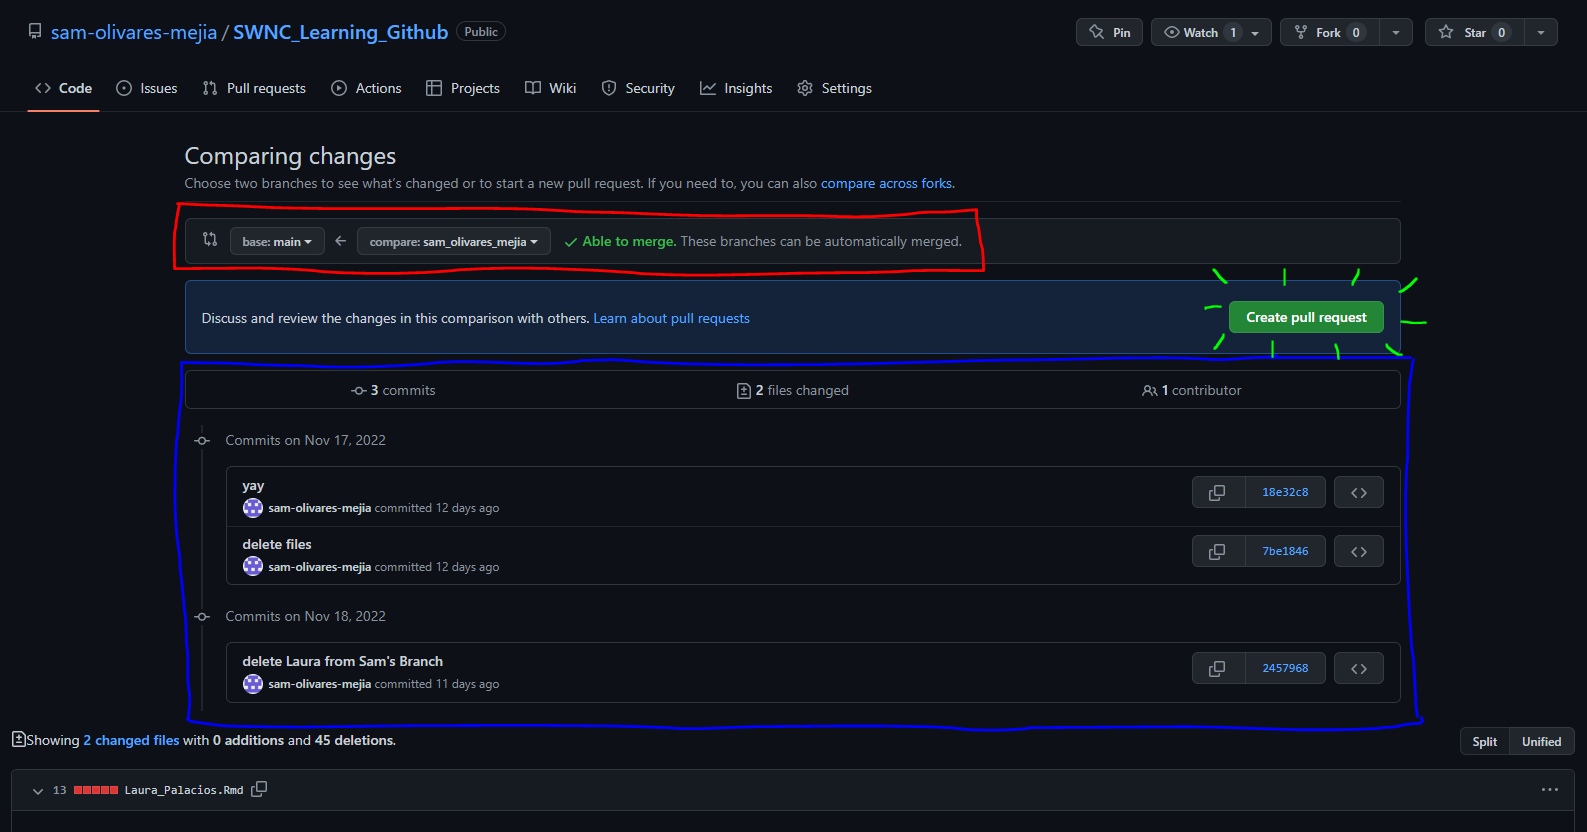 sam-olivares-mejia / SWNC_Learning_Github Public Pin Watch 1 Fork 0 Star 0
Code Issues Pull requests Actions Projects Wiki Insights Security Settings
Comparing changes
Choose two branches to see what's changed or to start a new pull request. If you need to, you can also compare across forks.
base: main compare: sam_olivares_mejia Able to merge. These branches can be automatically merged.
Discuss and review the changes in this comparison with others. Learn about pull requests Create pull request
3 commits 2 files changed 1 contributor
Commits on Nov 17, 2022
yay
sam-olivares-mejia committed 12 days ago 18e32c8
delete files
sam-olivares-mejia committed 12 days ago 7be1846
Commits on Nov 18, 2022
delete Laura from Sam's Branch
sam-olivares-mejia committed 11 days ago 2457968
Showing 2 changed files with 0 additions and 45 deletions. Split Unified
13 Laura_Palacios.Rmd